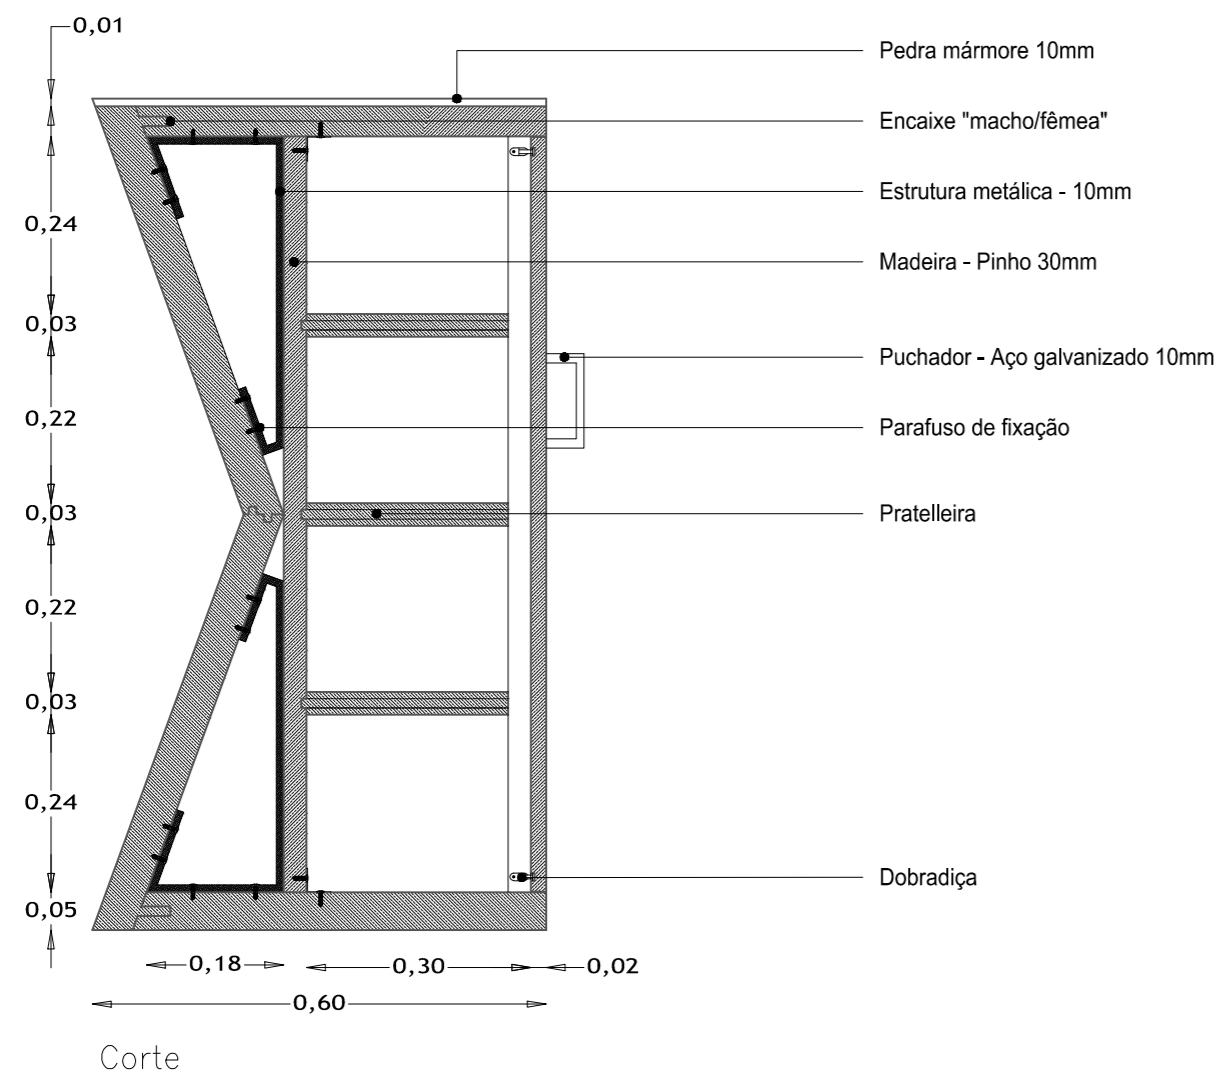 0,01
Pedra mármore 10mm
Encaixe "macho/fêmea"
Estrutura metálica - 10mm
0,24
Madeira - Pinho 30mm
0,03
Puchador - Aço galvanizado 10mm
0,22
Parafuso de fixação
0,03
Pratelleira
0,22
0,03
0,24
Dobradiça
0,05
0,18
0,30
0,02
0,60
Corte